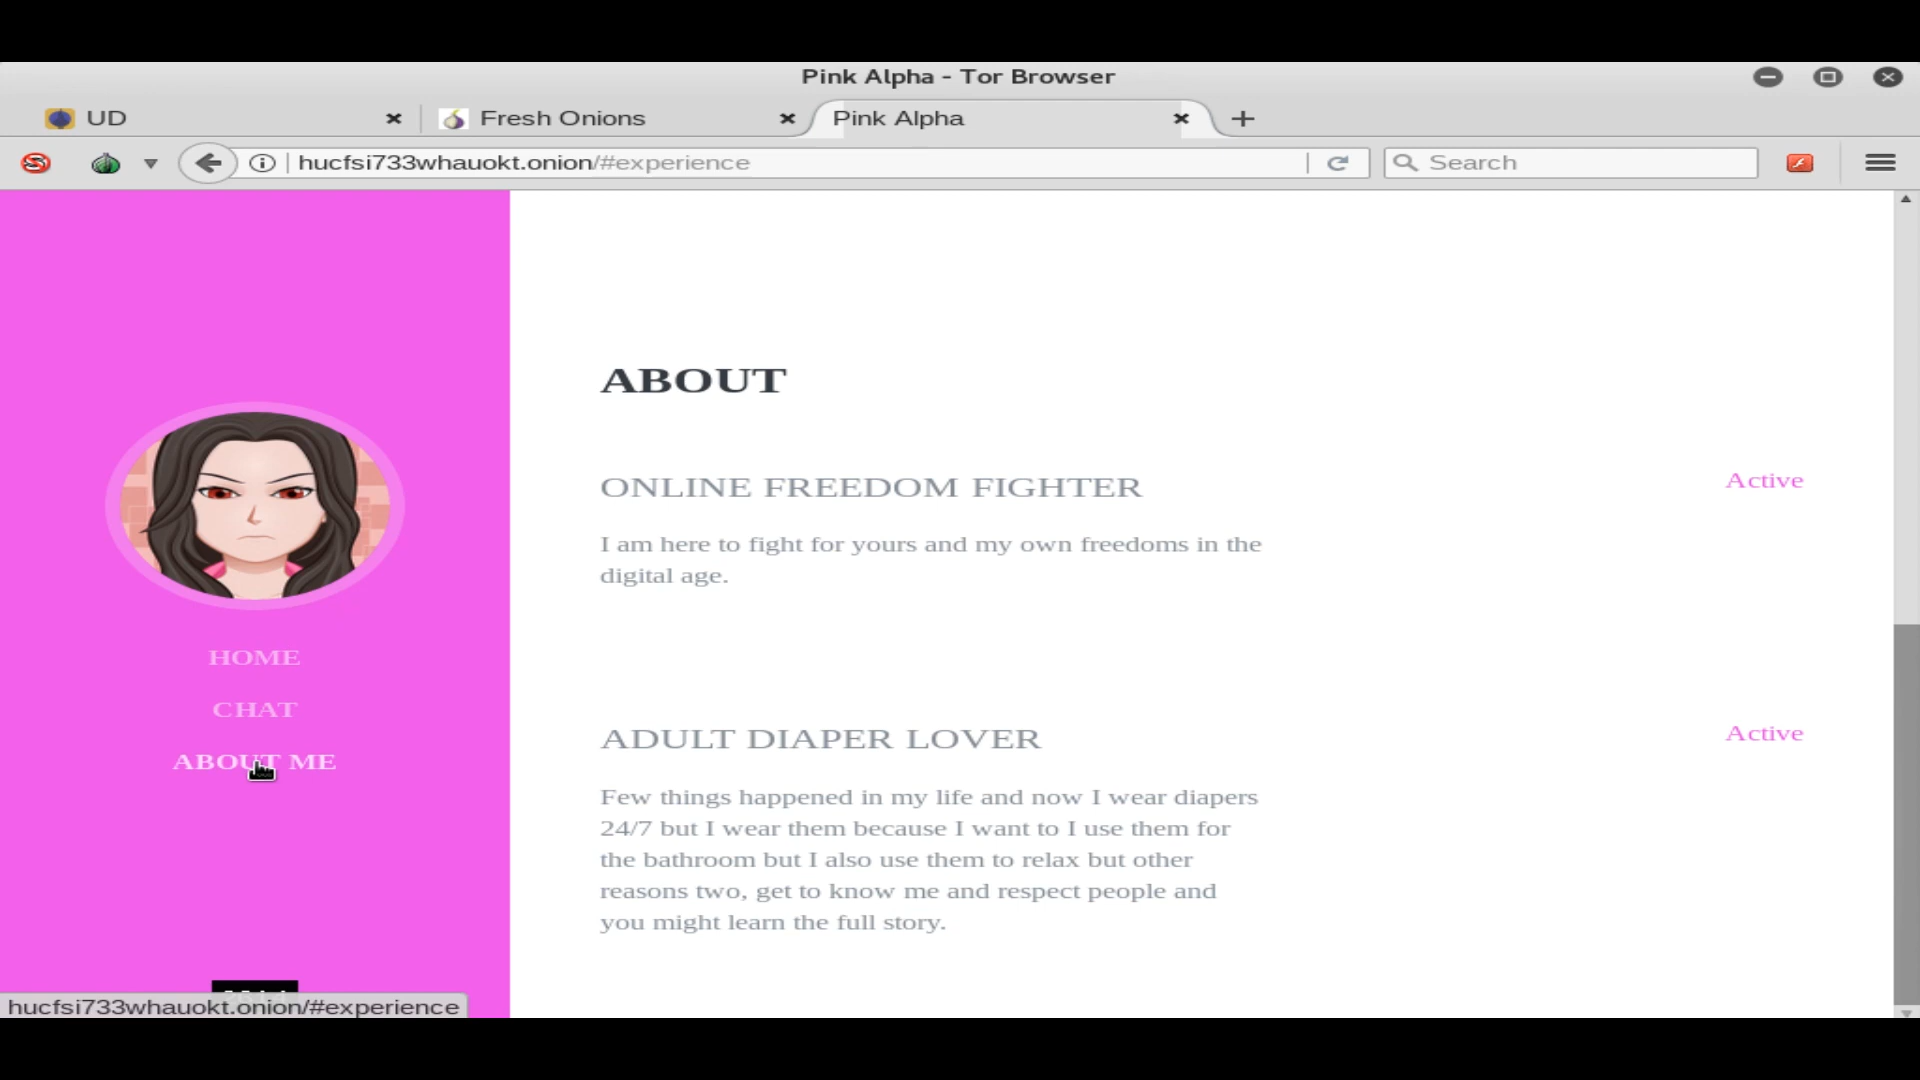 Pink Alpha - Tor Browser
UD
Fresh Onions
Pink Alpha
hucfsi733whauokt.onion/#experience
Search
ABOUT
ONLINE FREEDOM FIGHTER
Active
I am here to fight for yours and my own freedoms in the
digital age.
HOME
CHAT
ABOUT ME
ADULT DIAPER LOVER
Active
Few things happened in my life and now I wear diapers
24/7 but I wear them because I want to I use them for
the bathroom but I also use them to relax but other
reasons two, get to know me and respect people and
you might learn the full story.
hucfsi733whauokt.onion/#experience